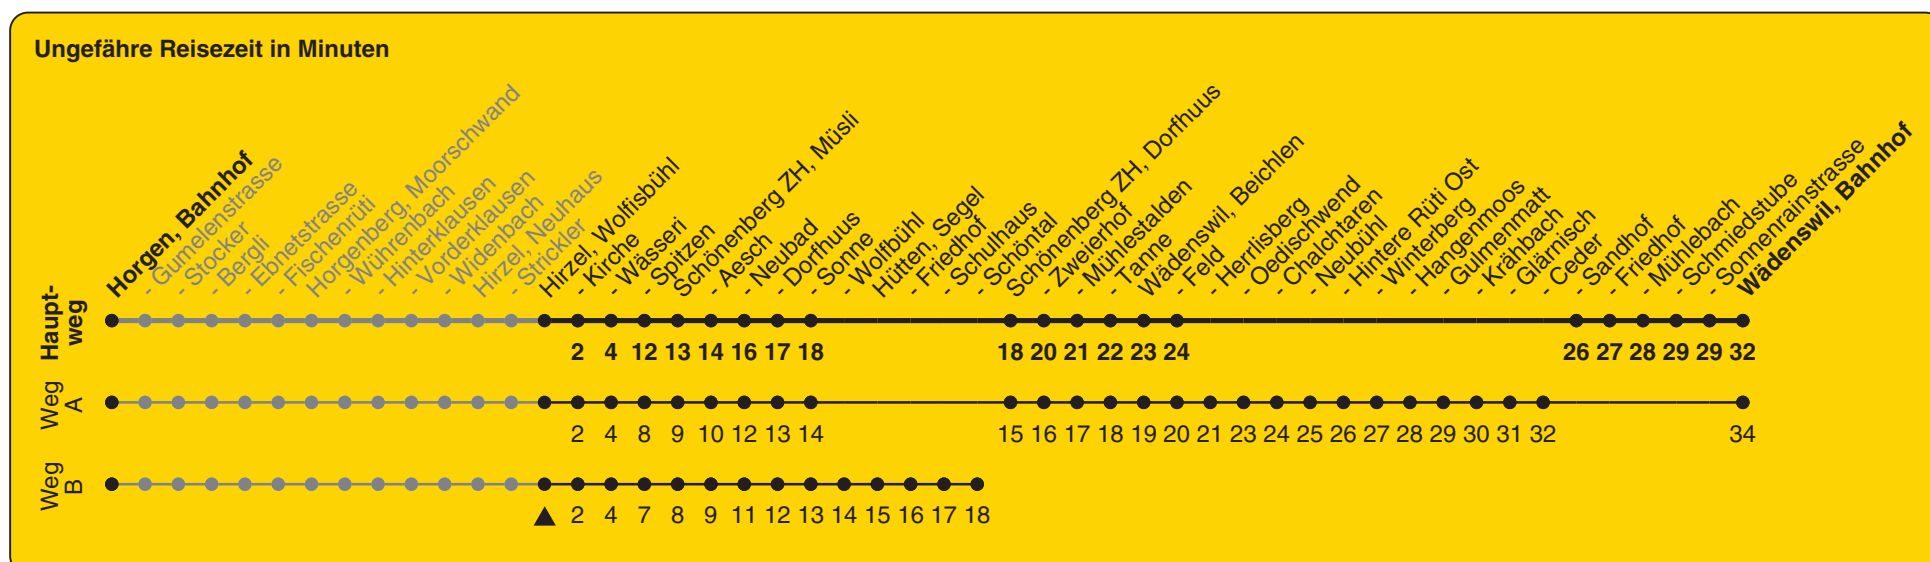 Ungefähre Reisezeit in Minuten
Horgen, Bahnhof
- Gumelenstrasse
- Stocker
- Bergli
- Ebnetstrasse
- Fischenrüti
Horgenberg, Moorschwand
- Wührenbach
- Hinterklausen
- Vorderklausen
- Widenbach
Hirzel, Neuhaus
- Strickler
Hirzel, Wolfisbühl
- Kirche
- Wässeri
- Spitzen
Schönenberg ZH, Müsli
- Aesch
- Neubad
- Dorfhuus
- Sonne
- Wolfbühl
Hütten, Segel
- Friedhof
- Schulhaus
- Schöntal
Schönenberg ZH, Dorfhuus
- Zweierhof
- Mühlestalden
- Tanne
Wädenswil, Beichlen
- Feld
- Herrlisberg
- Oedischwend
- Chalchtaren
- Neubühl
- Hintere Rüti Ost
- Winterberg
- Hangenmoos
- Gulmenmatt
- Krähbach
- Glärnisch
- Ceder
- Sandhof
- Friedhof
- Mühlebach
- Schmiedstube
- Sonnenrainstrasse
Wädenswil, Bahnhof
Haupt-
weg
2 4 12 13 14 16 17 18 18 20 21 22 23 24 26 27 28 29 29 32
Weg
A
2 4 8 9 10 12 13 14 15 16 17 18 19 20 21 23 24 25 26 27 28 29 30 31 32 34
Weg
B
2 4 7 8 9 11 12 13 14 15 16 17 18